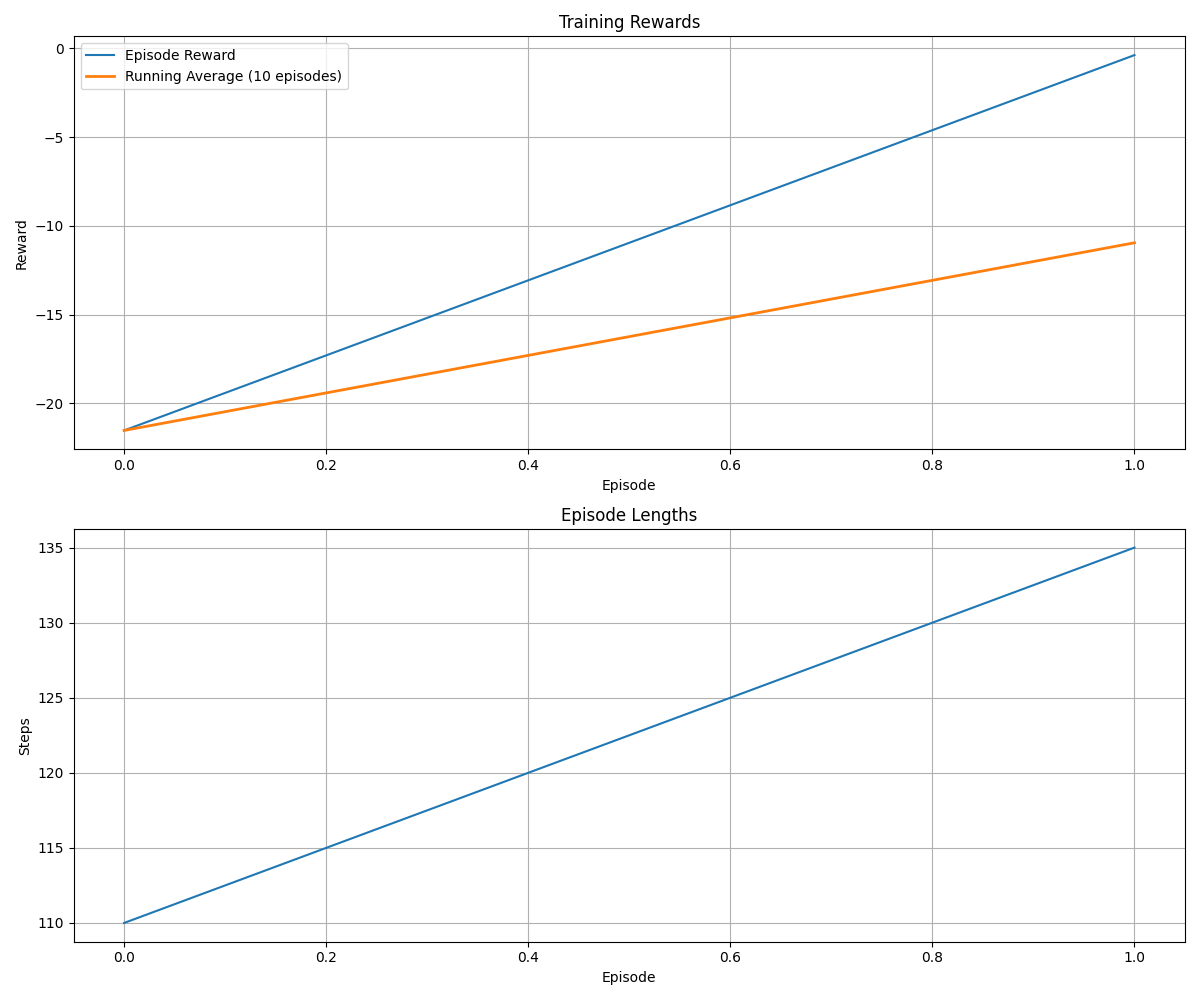 Training Rewards
Episode Reward
Running Average (10 episodes)
0
−5
−10
−15
−20
Reward
0.0 0.2 0.4 0.6 0.8 1.0
Episode
Episode Lengths
135
130
125
120
115
110
Steps
0.0 0.2 0.4 0.6 0.8 1.0
Episode